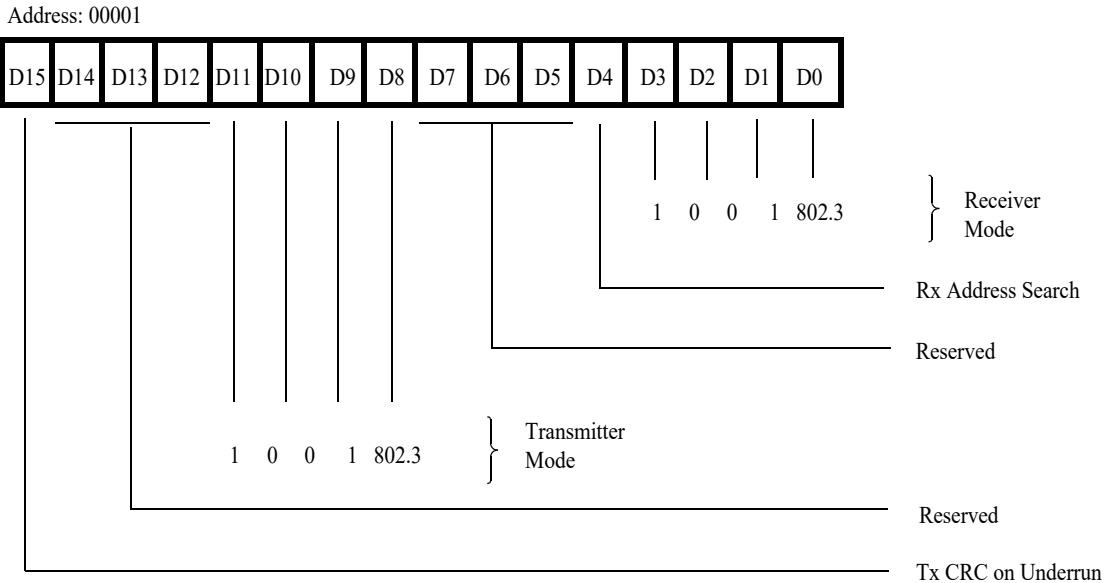 Address: 00001
D15 D14 D13 D12 D11 D10 D9 D8 D7 D6 D5 D4 D3 D2 D1 D0
1 0 0 1 802.3
Receiver
Mode
Rx Address Search
Reserved
1 0 0 1 802.3
Transmitter
Mode
Reserved
Tx CRC on Underrun